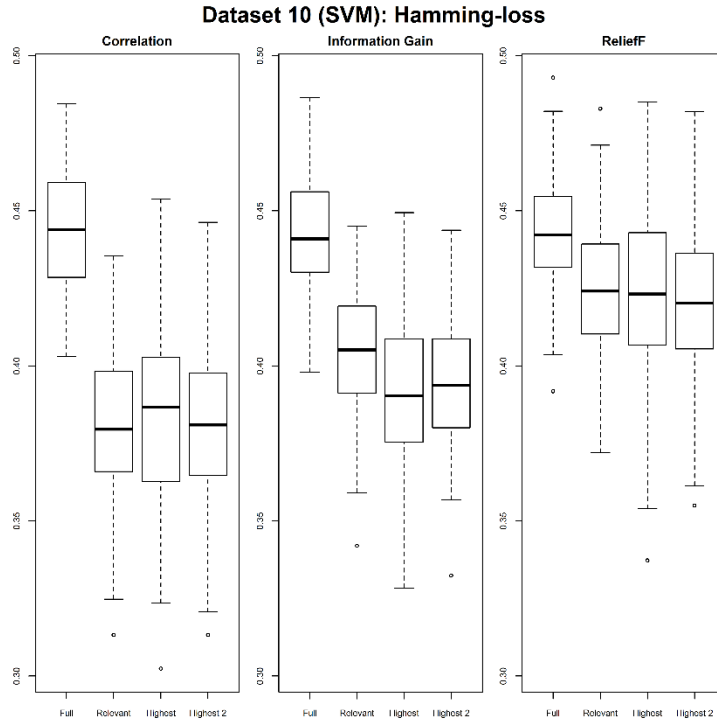 Dataset 10 (SVM): Hamming-loss
Correlation
0.50
0.45
0.40
0.35
0.30
Full Relevant Highest Highest 2
Information Gain
0.50
0.45
0.40
0.35
0.30
Full Relevant Highest Highest 2
ReliefF
0.50
0.45
0.40
0.35
0.30
Full Relevant Highest Highest 2